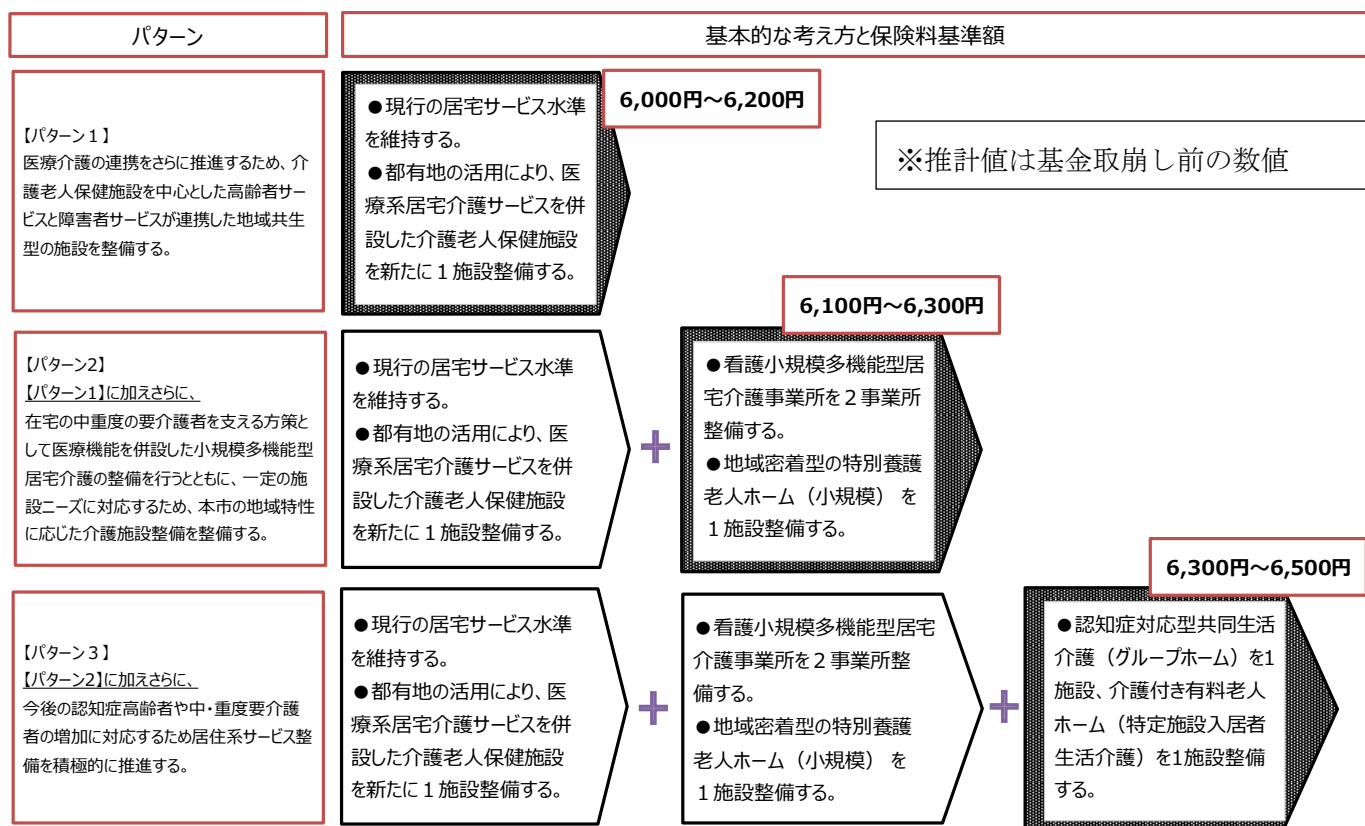 パターン
基本的な考え方と保険料基準額
【パターン１】
医療介護の連携をさらに推進するため、介
護老人保健施設を中心とした高齢者サー
ビスと障害者サービスが連携した地域共生
型の施設を整備する。
●現行の居宅サービス水準
を維持する。
●都有地の活用により、医
療系居宅介護サービスを併
設した介護老人保健施設
を新たに１施設整備する。
6,000円～6,200円
※推計値は基金取崩し前の数値
【パターン2】
【パターン1】に加えさらに、
在宅の中重度の要介護者を支える方策と
して医療機能を併設した小規模多機能型
居宅介護の整備を行うとともに、一定の施
設ニーズに対応するため、本市の地域特性
に応じた介護施設整備を整備する。
●現行の居宅サービス水準
を維持する。
●都有地の活用により、医
療系居宅介護サービスを併
設した介護老人保健施設
を新たに１施設整備する。
6,100円～6,300円
●看護小規模多機能型居
宅介護事業所を２事業所
整備する。
●地域密着型の特別養護
老人ホーム（小規模） を
１施設整備する。
【パターン３】
【パターン2】に加えさらに、
今後の認知症高齢者や中・重度要介護
者の増加に対応するため居住系サービス整
備を積極的に推進する。
●現行の居宅サービス水準
を維持する。
●都有地の活用により、医
療系居宅介護サービスを併
設した介護老人保健施設
を新たに１施設整備する。
●看護小規模多機能型居宅
介護事業所を２事業所整
備する。
●地域密着型の特別養護
老人ホーム（小規模） を
１施設整備する。
6,300円～6,500円
●認知症対応型共同生活
介護（グループホーム）を1
施設、介護付き有料老人
ホーム（特定施設入居者
生活介護）を1施設整備
する。